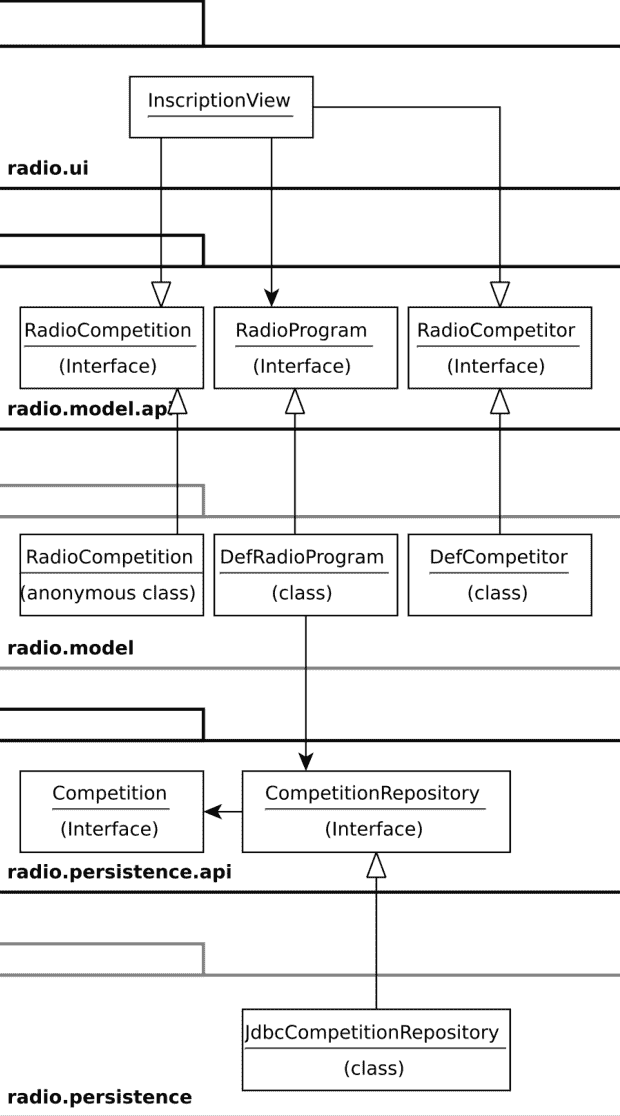 InscriptionView
radio.ui
RadioCompetition
(Interface)
RadioProgram
(Interface)
RadioCompetitor
(Interface)
radio.model.api
RadioCompetition
(anonymous class)
DefRadioProgram
(class)
DefCompetitor
(class)
radio.model
Competition
(Interface)
CompetitionRepository
(Interface)
radio.persistence.api
JdbcCompetitionRepository
(class)
radio.persistence